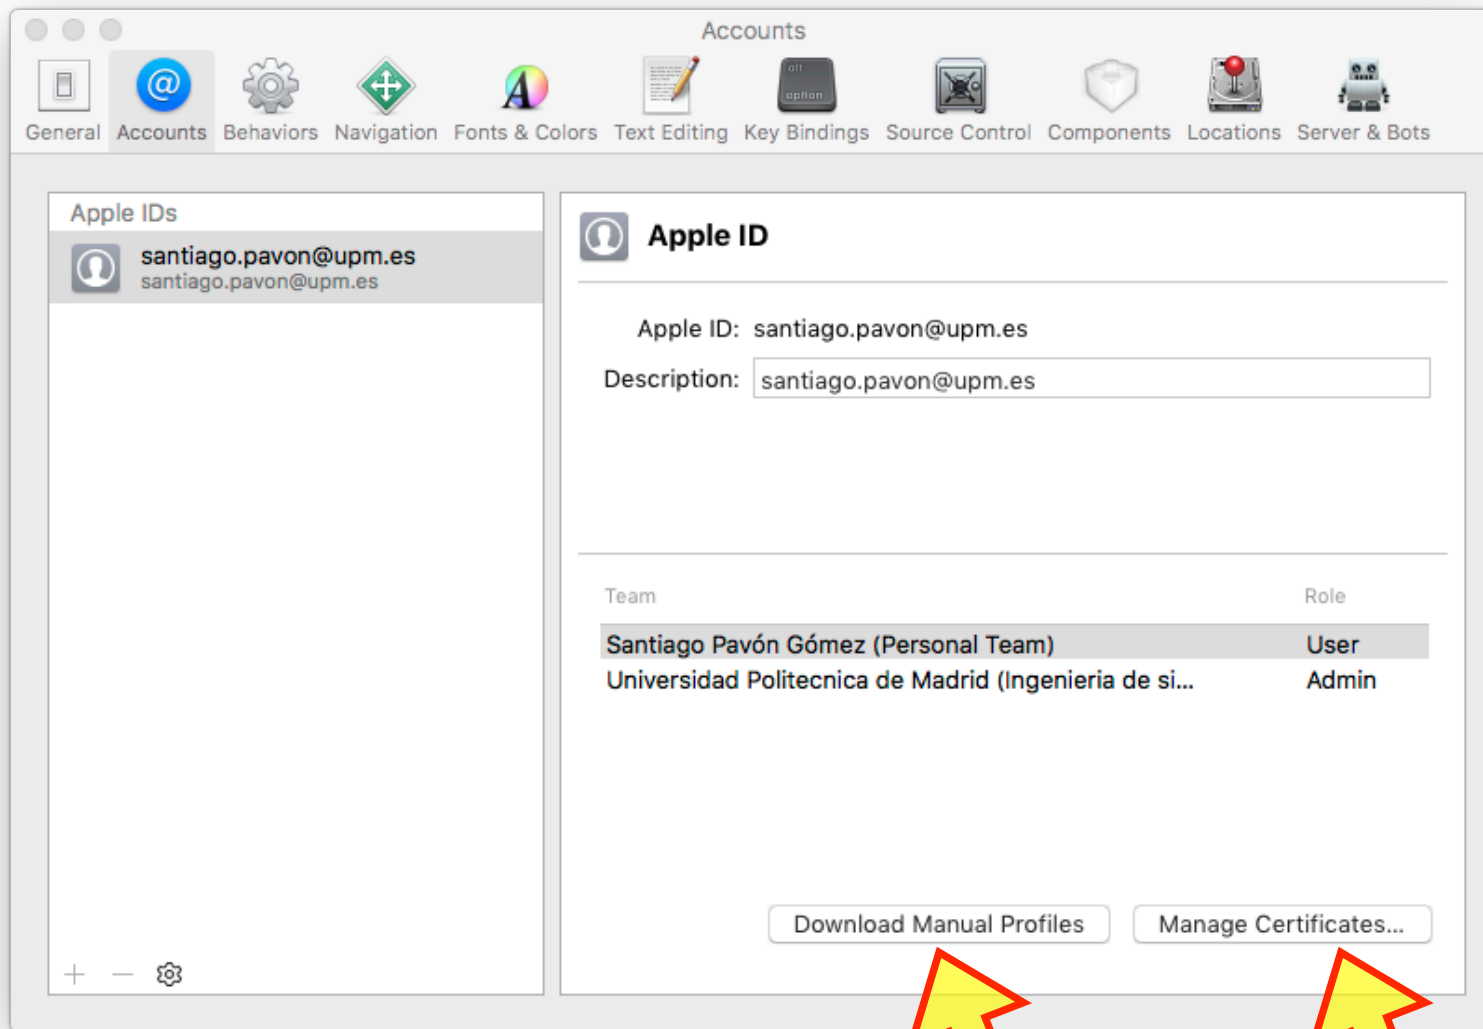 Accounts
alt
option
General Accounts Behaviors Navigation Fonts & Colors Text Editing Key Bindings Source Control Components Locations Server & Bots
Apple IDs
santiago.pavon@upm.es
santiago.pavon@upm.es
Apple ID
Apple ID: santiago.pavon@upm.es
Description: santiago.pavon@upm.es
Team Role
Santiago Pavón Gómez (Personal Team) User
Universidad Politecnica de Madrid (Ingenieria de si... Admin
Download Manual Profiles Manage Certificates...